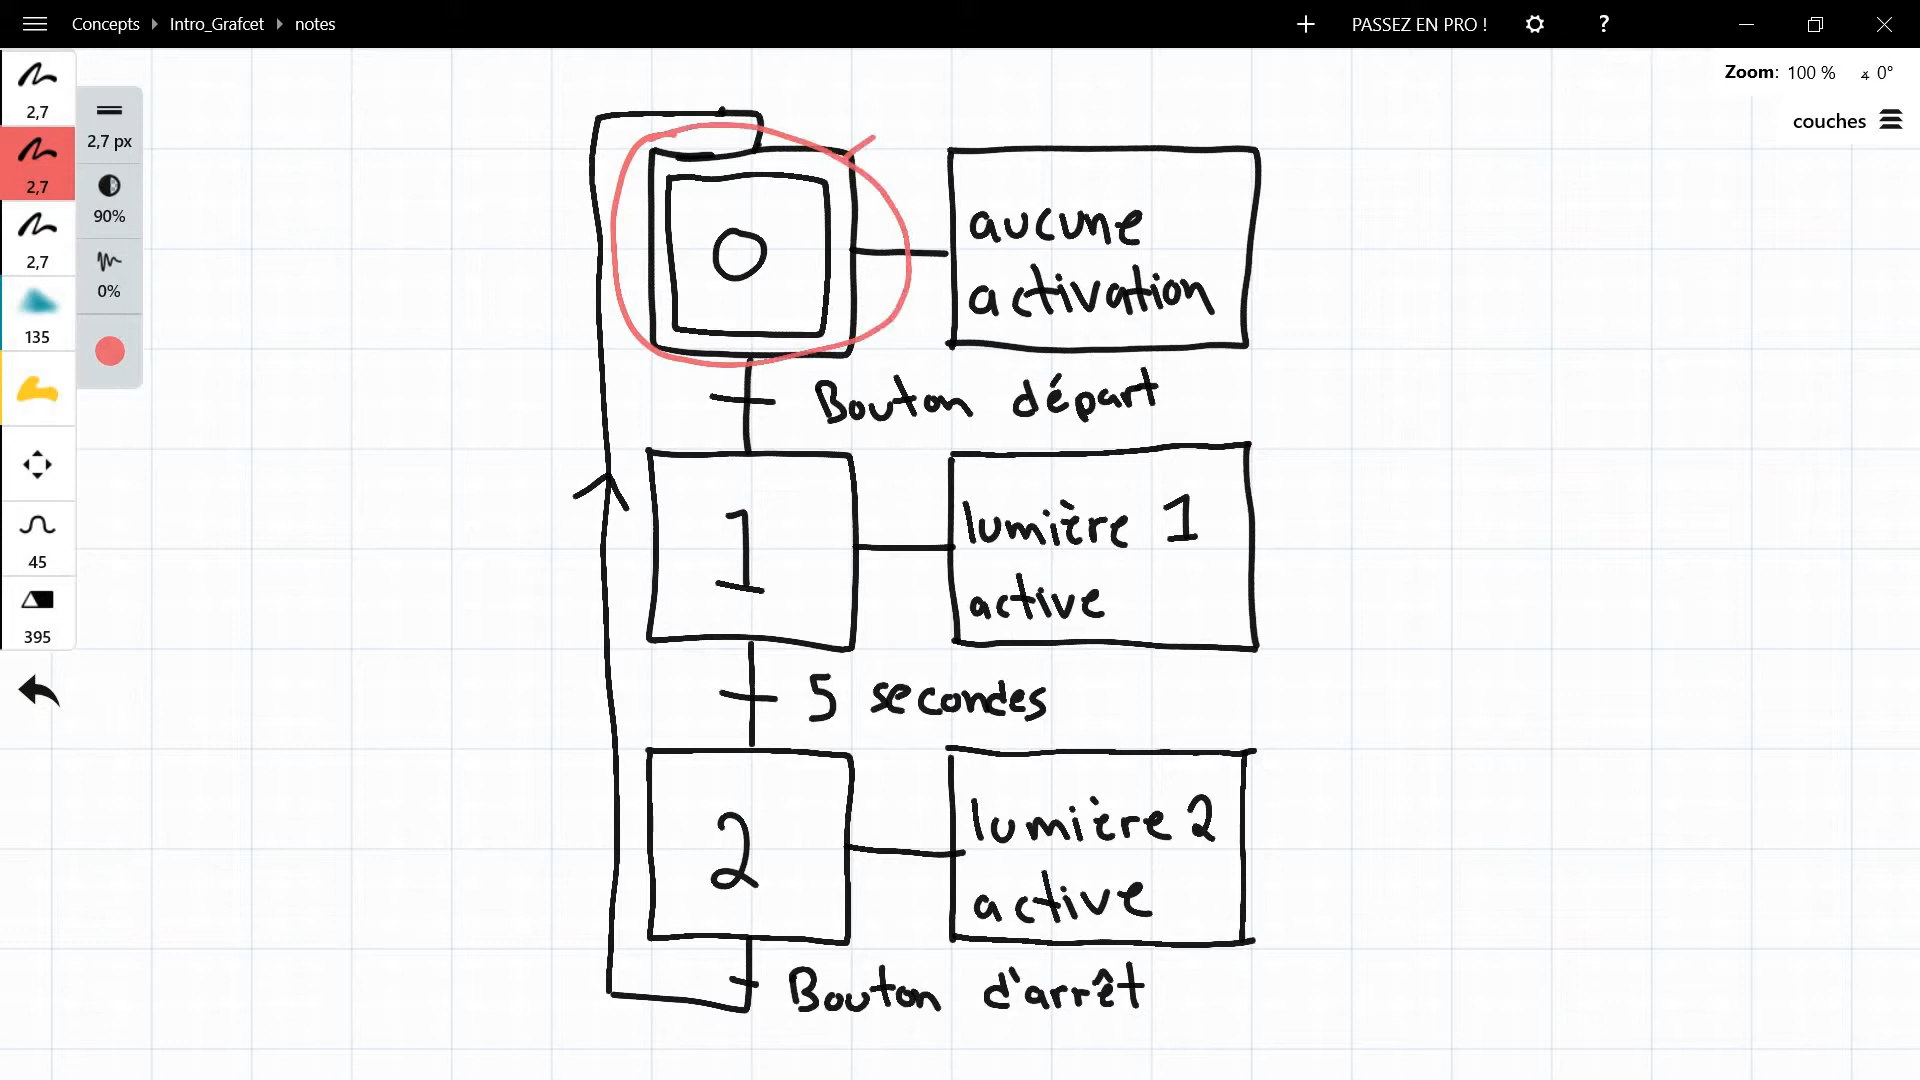 Concepts Intro_Grafcet notes
PASSEZ EN PRO ! ?
Zoom: 100 % 0°
couches
2,7
2,7 px
2,7
90%
2,7
0%
135
45
395
0
aucune
activation
Bouton départ
1
lumière 1
active
5 secondes
2
lumière 2
active
Bouton d'arrêt